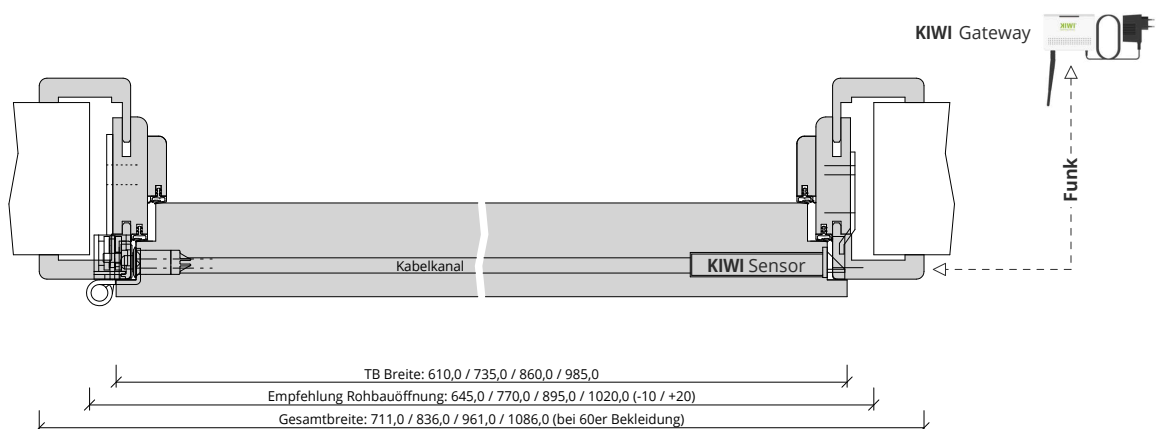 KIWI Gateway
KIWI
Funk
Kabelkanal
KIWI Sensor
TB Breite: 610,0 / 735,0 / 860,0 / 985,0
Empfehlung Rohbauöffnung: 645,0 / 770,0 / 895,0 / 1020,0 (-10 / +20)
Gesamtbreite: 711,0 / 836,0 / 961,0 / 1086,0 (bei 60er Bekleidung)